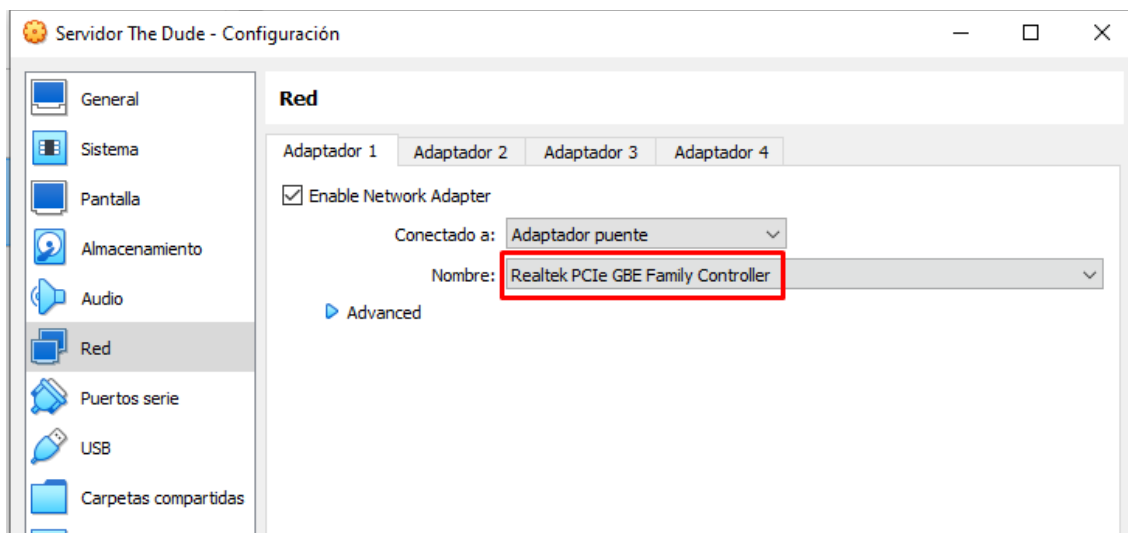 Servidor The Dude - Configuración
General
Sistema
Pantalla
Almacenamiento
Audio
Red
Puertos serie
USB
Carpetas compartidas
Red
Adaptador 1 Adaptador 2 Adaptador 3 Adaptador 4
Enable Network Adapter
Conectado a: Adaptador puente
Nombre: Realtek PCIe GBE Family Controller
Advanced